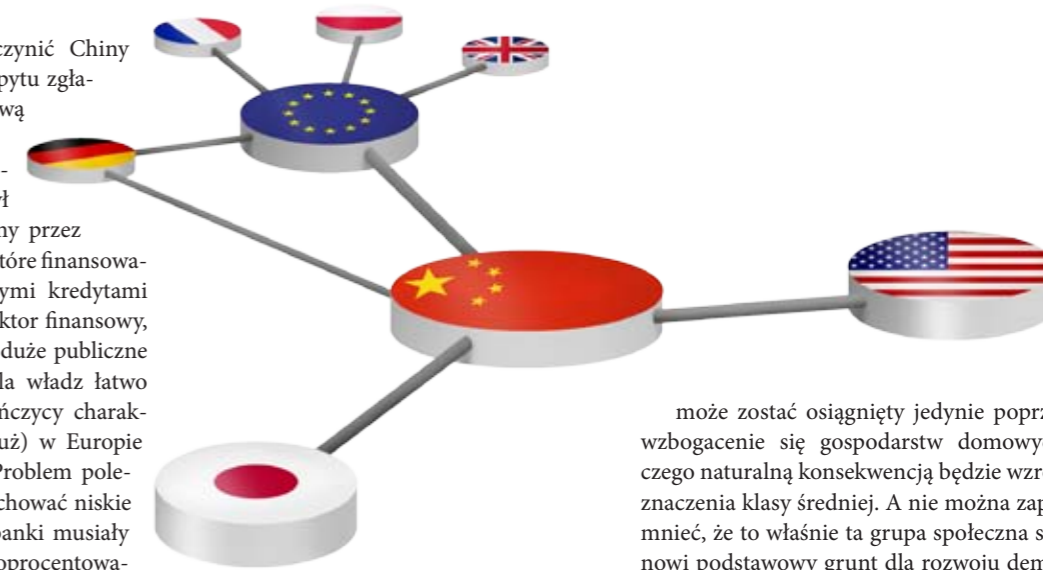 czynić Chiny
pytu zgła-
wą
-
ył
ny przez
tóre finansowa-
ymi kredytami
ktor finansowy,
duże publiczne
la władz łatwo
ńczycy charak-
uż) w Europie
Problem pole-
chować niskie
banki musiały
oprocentowa-
może zostać osiągnięty jedynie poprz
wzbogacenie się gospodarstw domowy
czego naturalną konsekwencją będzie wzr
znaczenia klasy średniej. A nie można zap
mnieć, że to właśnie ta grupa społeczna s
nowi podstawowy grunt dla rozwoju dem